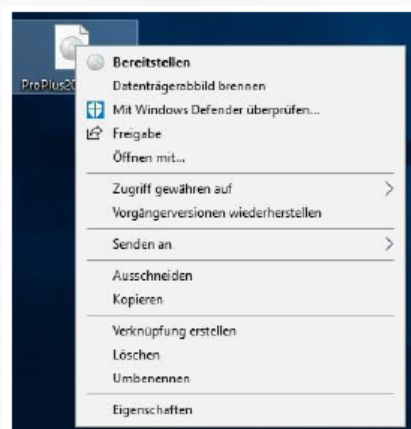 ProPlus20
Bereitstellen
Datenträgerabbild brennen
Mit Windows Defender überprüfen...
Freigabe
Öffnen mit...
Zugriff gewähren auf
Vorgängerversionen wiederherstellen
Senden an
Ausschneiden
Kopieren
Verknüpfung erstellen
Löschen
Umbenennen
Eigenschaften